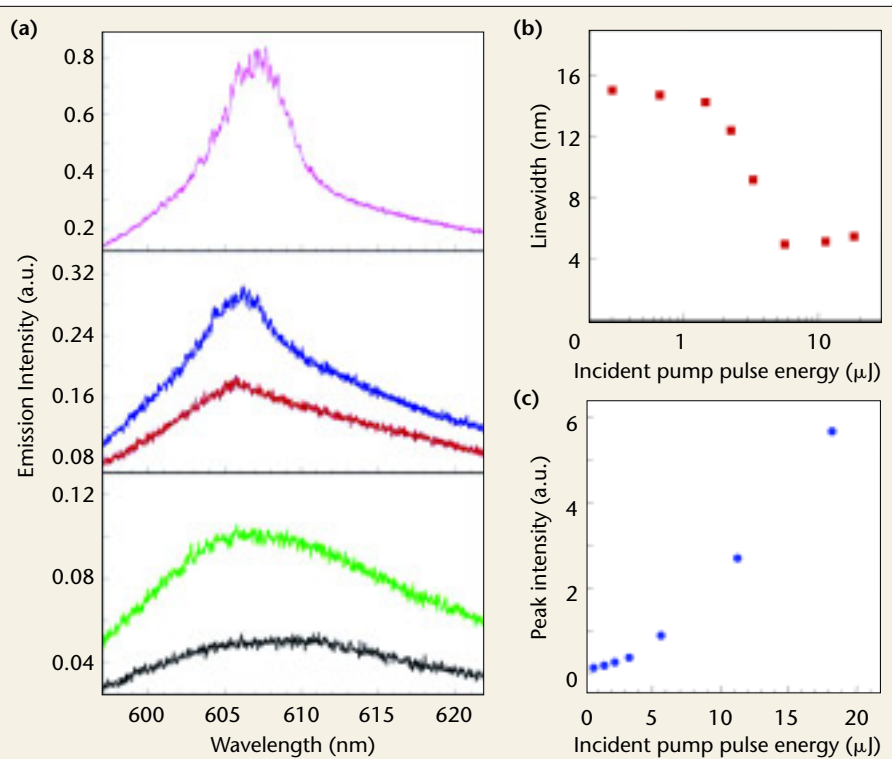 (a)
Emission Intensity (a.u.)
0.8
0.6
0.4
0.2
0.32
0.24
0.16
0.08
0.12
0.08
0.04
600 605 610 615 620
Wavelength (nm)
(b)
Linewidth (nm)
16
12
8
4
0 1 10
Incident pump pulse energy (μJ)
(c)
Peak intensity (a.u.)
6
4
2
0
0 5 10 15 20
Incident pump pulse energy (μJ)